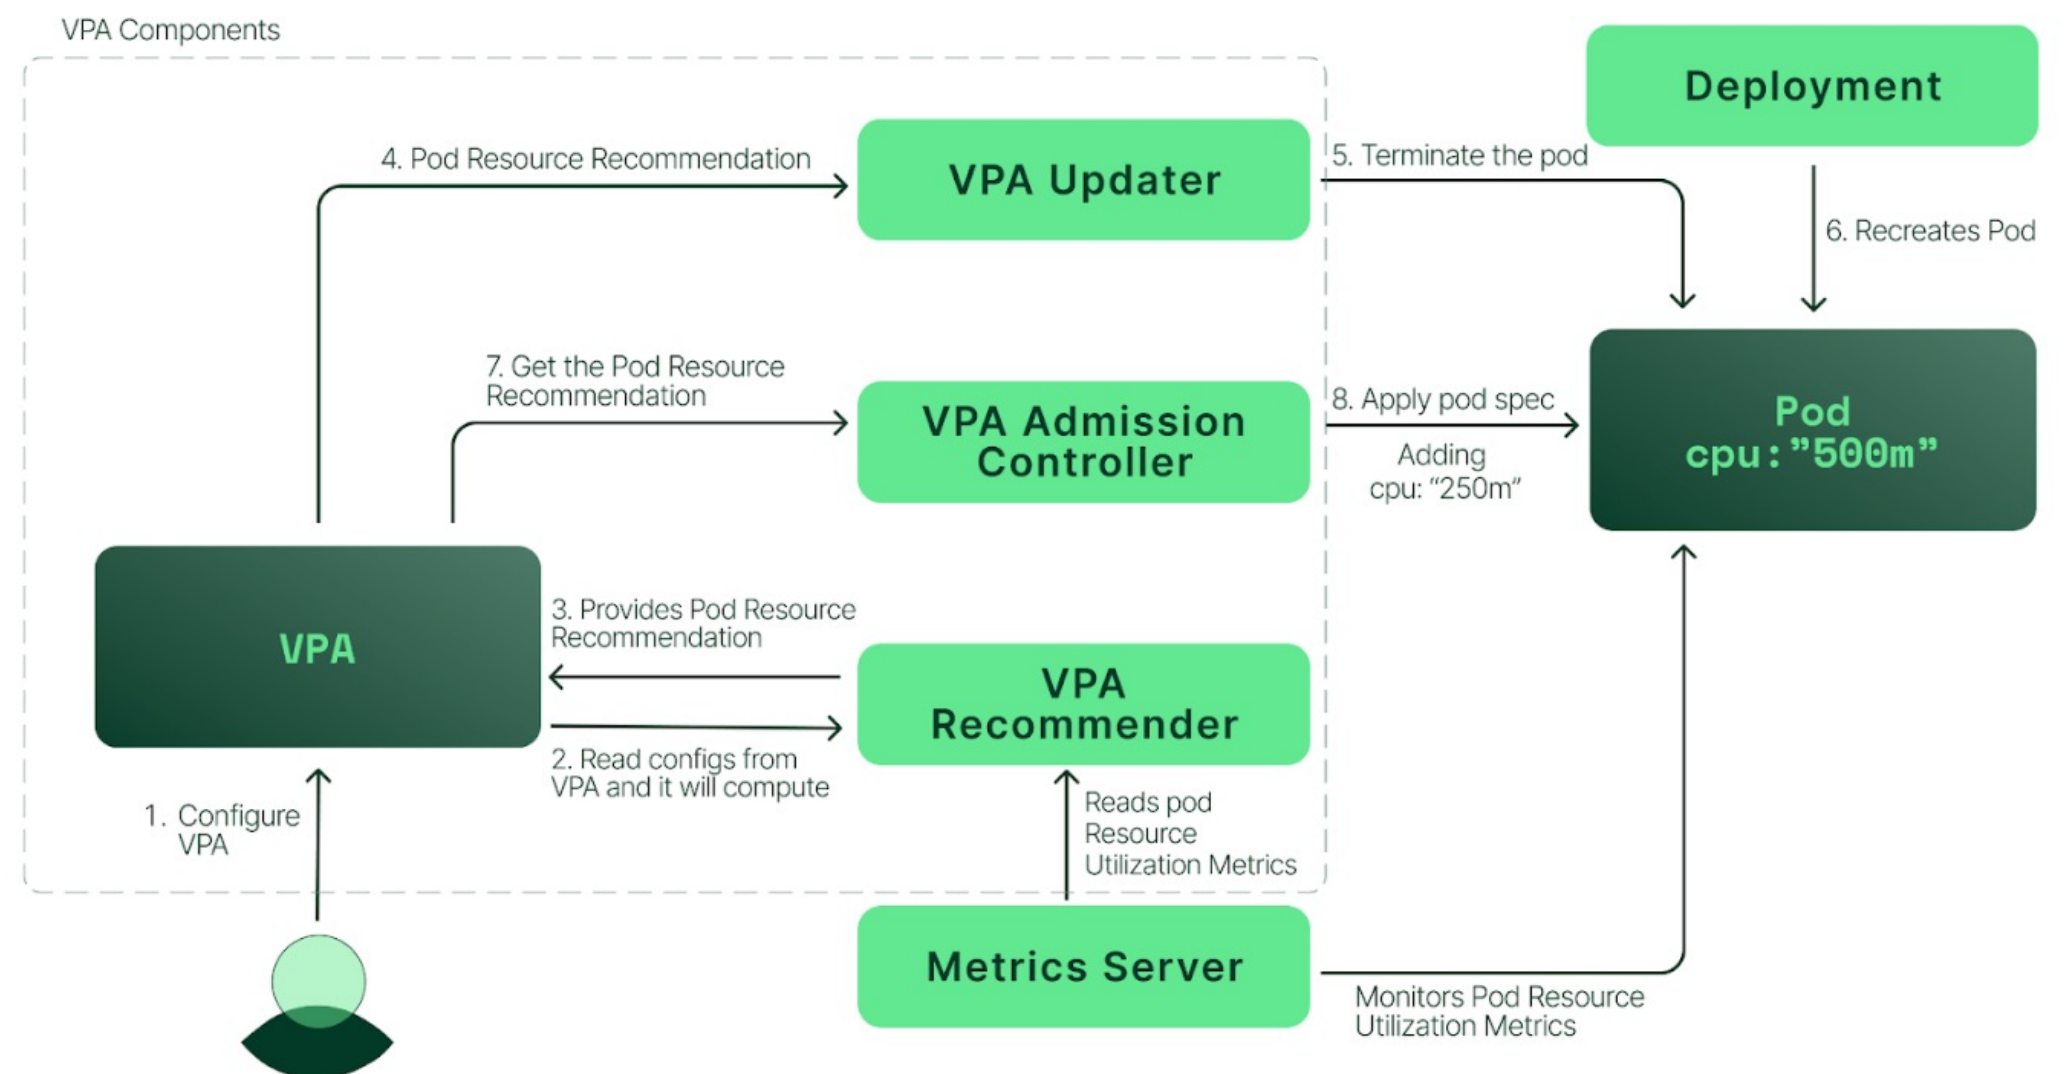 VPA Components
Deployment
4. Pod Resource Recommendation
VPA Updater
5. Terminate the pod
6. Recreates Pod
7. Get the Pod Resource
Recommendation
VPA Admission
Controller
8. Apply pod spec
Adding
cpu: “250m”
Pod
cpu:”500m”
VPA
3. Provides Pod Resource
Recommendation
VPA
Recommender
2. Read configs from
VPA and it will compute
1. Configure
VPA
Reads pod
Resource
Utilization Metrics
Metrics Server
Monitors Pod Resource
Utilization Metrics